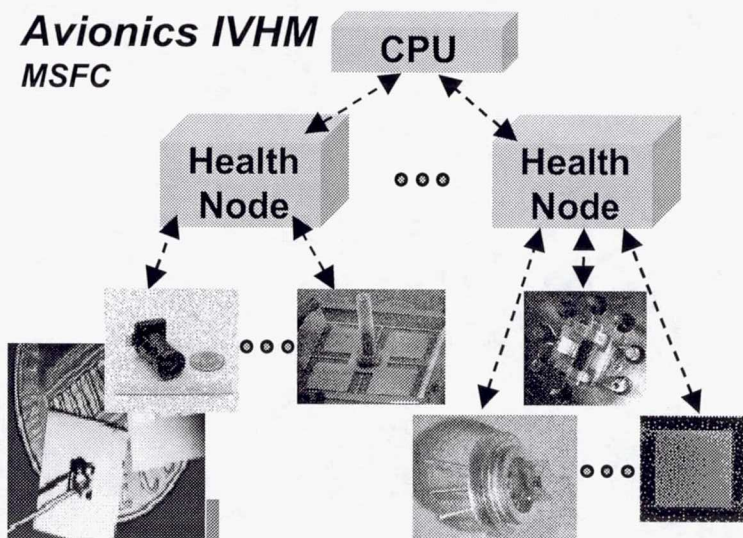 Avionics IVHM
MSFC
CPU
Health
Node
Health
Node